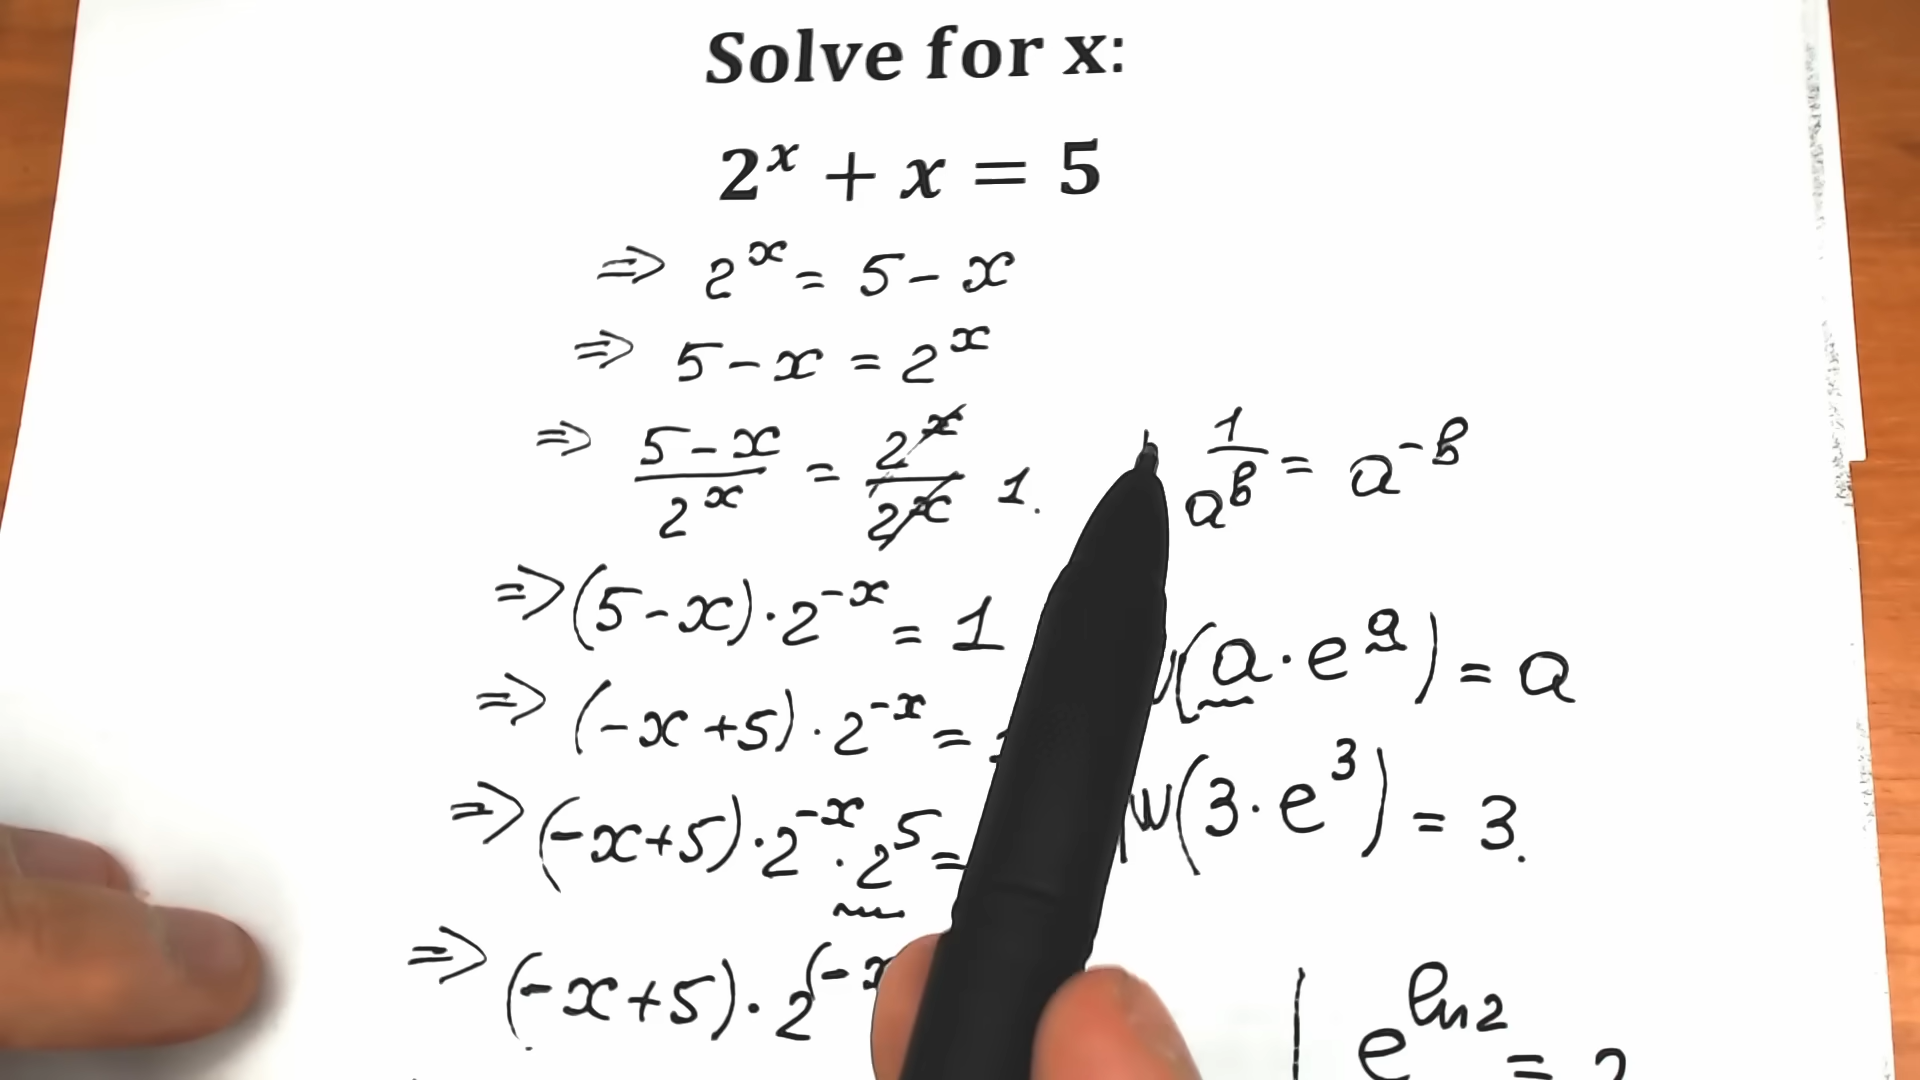 Solve for x:
2^x + x = 5
⇒ 2^x = 5 - x
⇒ 5 - x = 2^x
⇒ (5 - x)/2^x = 2^x/2^x 1.
1/a^b = a^-b
⇒ (5 - x) · 2^-x = 1
W(a · e^a) = a
⇒ (-x + 5) · 2^-x =
W(3 · e^3) = 3.
⇒ (-x + 5) · 2^-x · 2^5 =
⇒ (-x + 5) · 2^(-x
e^ln2 =